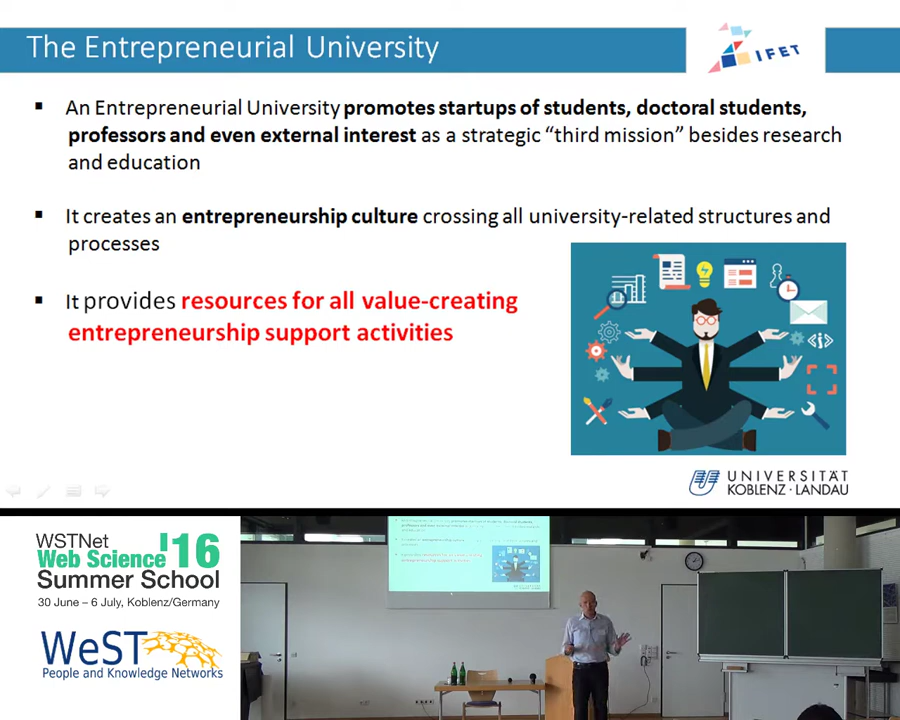 The Entrepreneurial University
IFET
▪ An Entrepreneurial University promotes startups of students, doctoral students,
professors and even external interest as a strategic “third mission” besides research
and education
▪ It creates an entrepreneurship culture crossing all university-related structures and
processes
▪ It provides resources for all value-creating
entrepreneurship support activities
UNIVERSITÄT
KOBLENZ · LANDAU
WSTNet
Web Science '16
Summer School
30 June – 6 July, Koblenz/Germany
WeST
People and Knowledge Networks